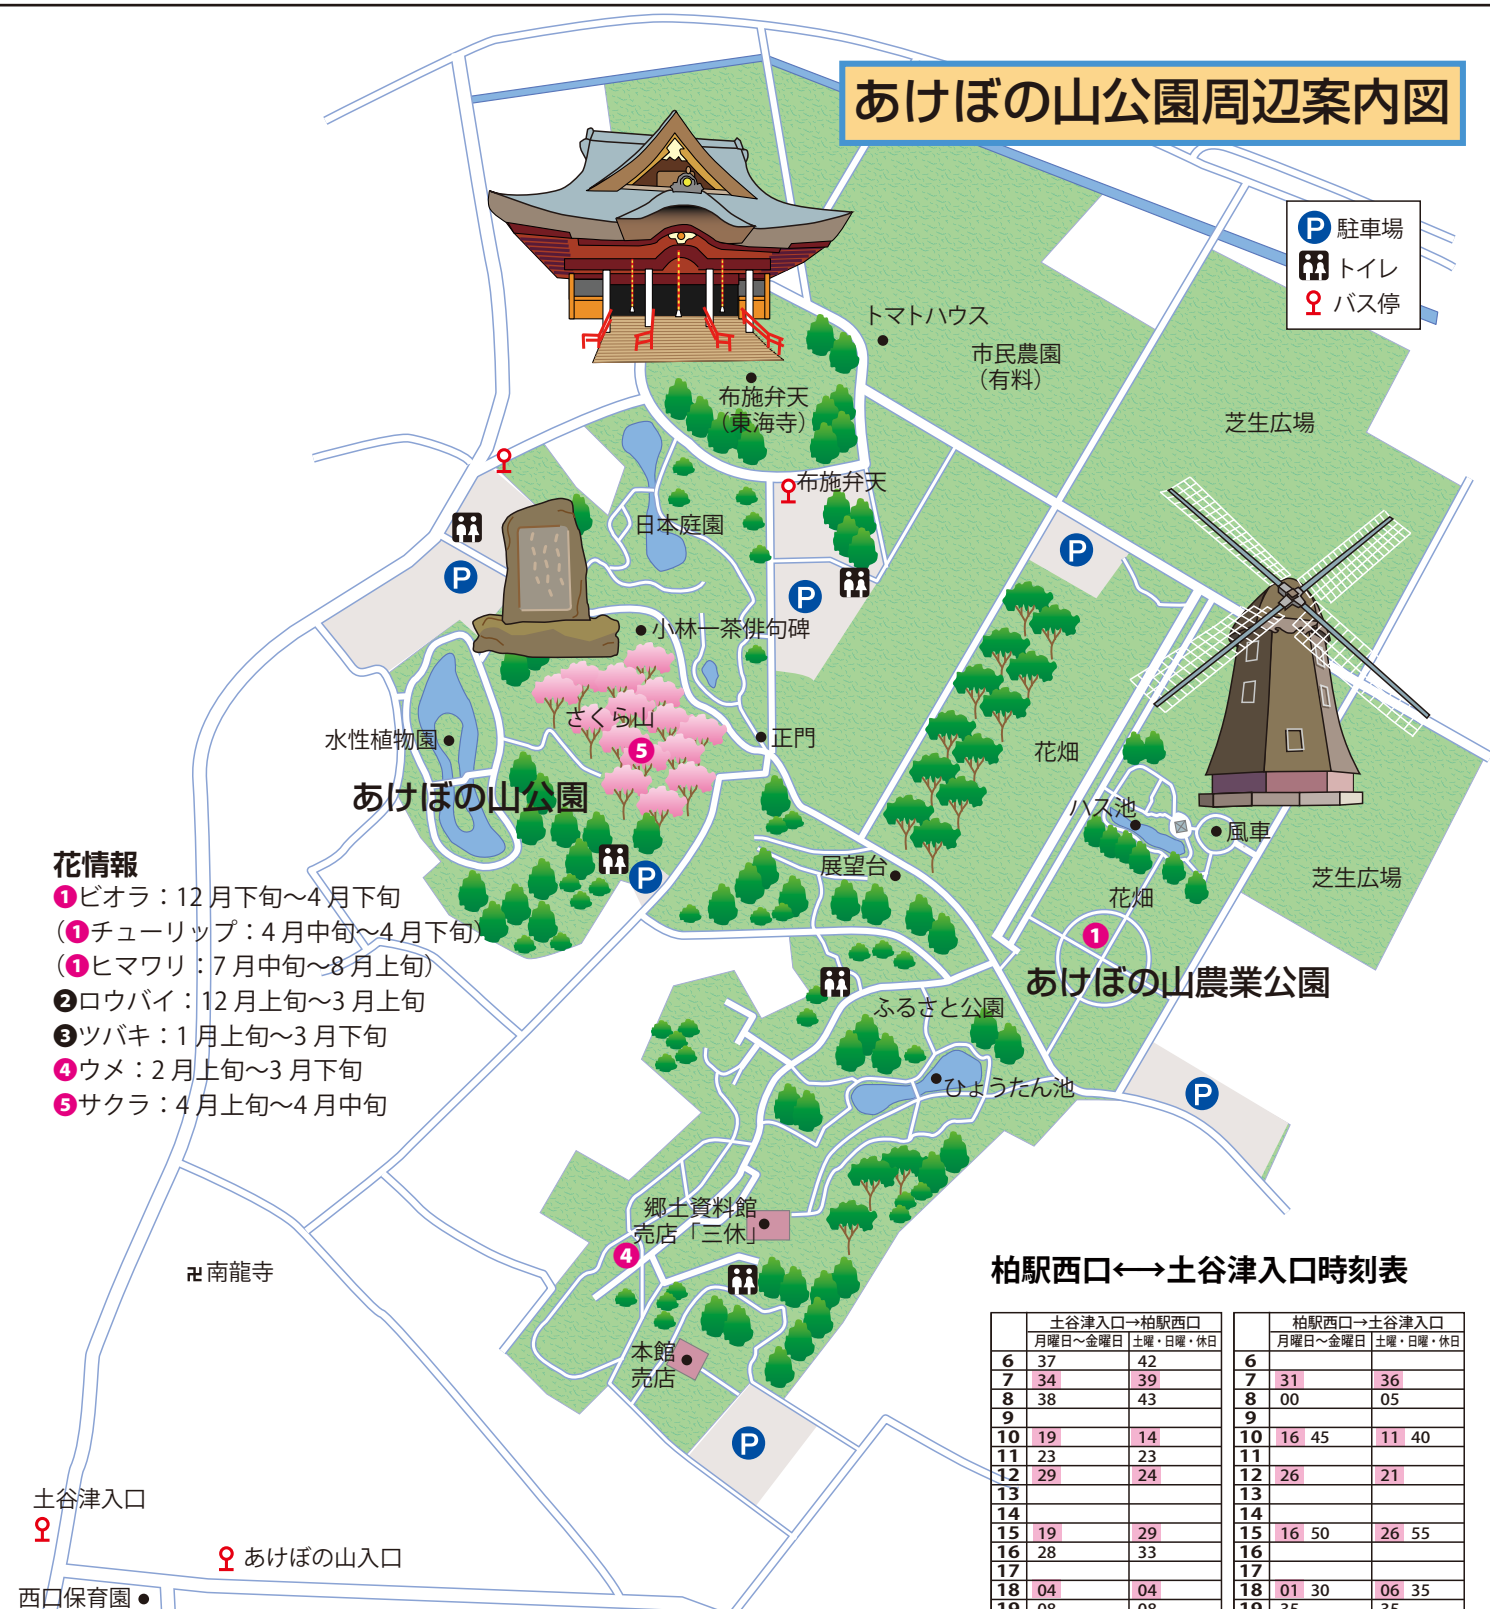 あけぼの山公園周辺案内図
P 駐車場
トイレ
バス停
トマトハウス
市民農園
（有料）
芝生広場
布施弁天
（東海寺）
布施弁天
日本庭園
P
P
P
小林一茶俳句碑
さくら山
5
正門
水性植物園
あけぼの山公園
花畑
ハス池
風車
展望台
芝生広場
花畑
1
P
あけぼの山農業公園
ふるさと公園
ひょうたん池
P
花情報
❶ビオラ：12月下旬〜4月下旬
（❶チューリップ：4月中旬〜4月下旬）
（❶ヒマワリ：7月中旬〜8月上旬）
❷ロウバイ：12月上旬〜3月上旬
❸ツバキ：1月上旬〜3月下旬
❹ウメ：2月上旬〜3月下旬
❺サクラ：4月上旬〜4月中旬
郷土資料館
売店「三休」
4
卍南龍寺
本館
売店
P
土谷津入口
あけぼの山入口
西口保育園
柏駅西口⟷土谷津入口時刻表
土谷津入口→柏駅西口
月曜日〜金曜日 土曜・日曜・休日
6 37 42
7 34 39
8 38 43
9
10 19 14
11 23 23
12 29 24
13
14
15 19 29
16 28 33
17
18 04 04
19 08 08
柏駅西口→土谷津入口
月曜日〜金曜日 土曜・日曜・休日
6
7 31 36
8 00 05
9
10 16 45 11 40
11
12 26 21
13
14
15 16 50 26 55
16
17
18 01 30 06 35
19 35 35